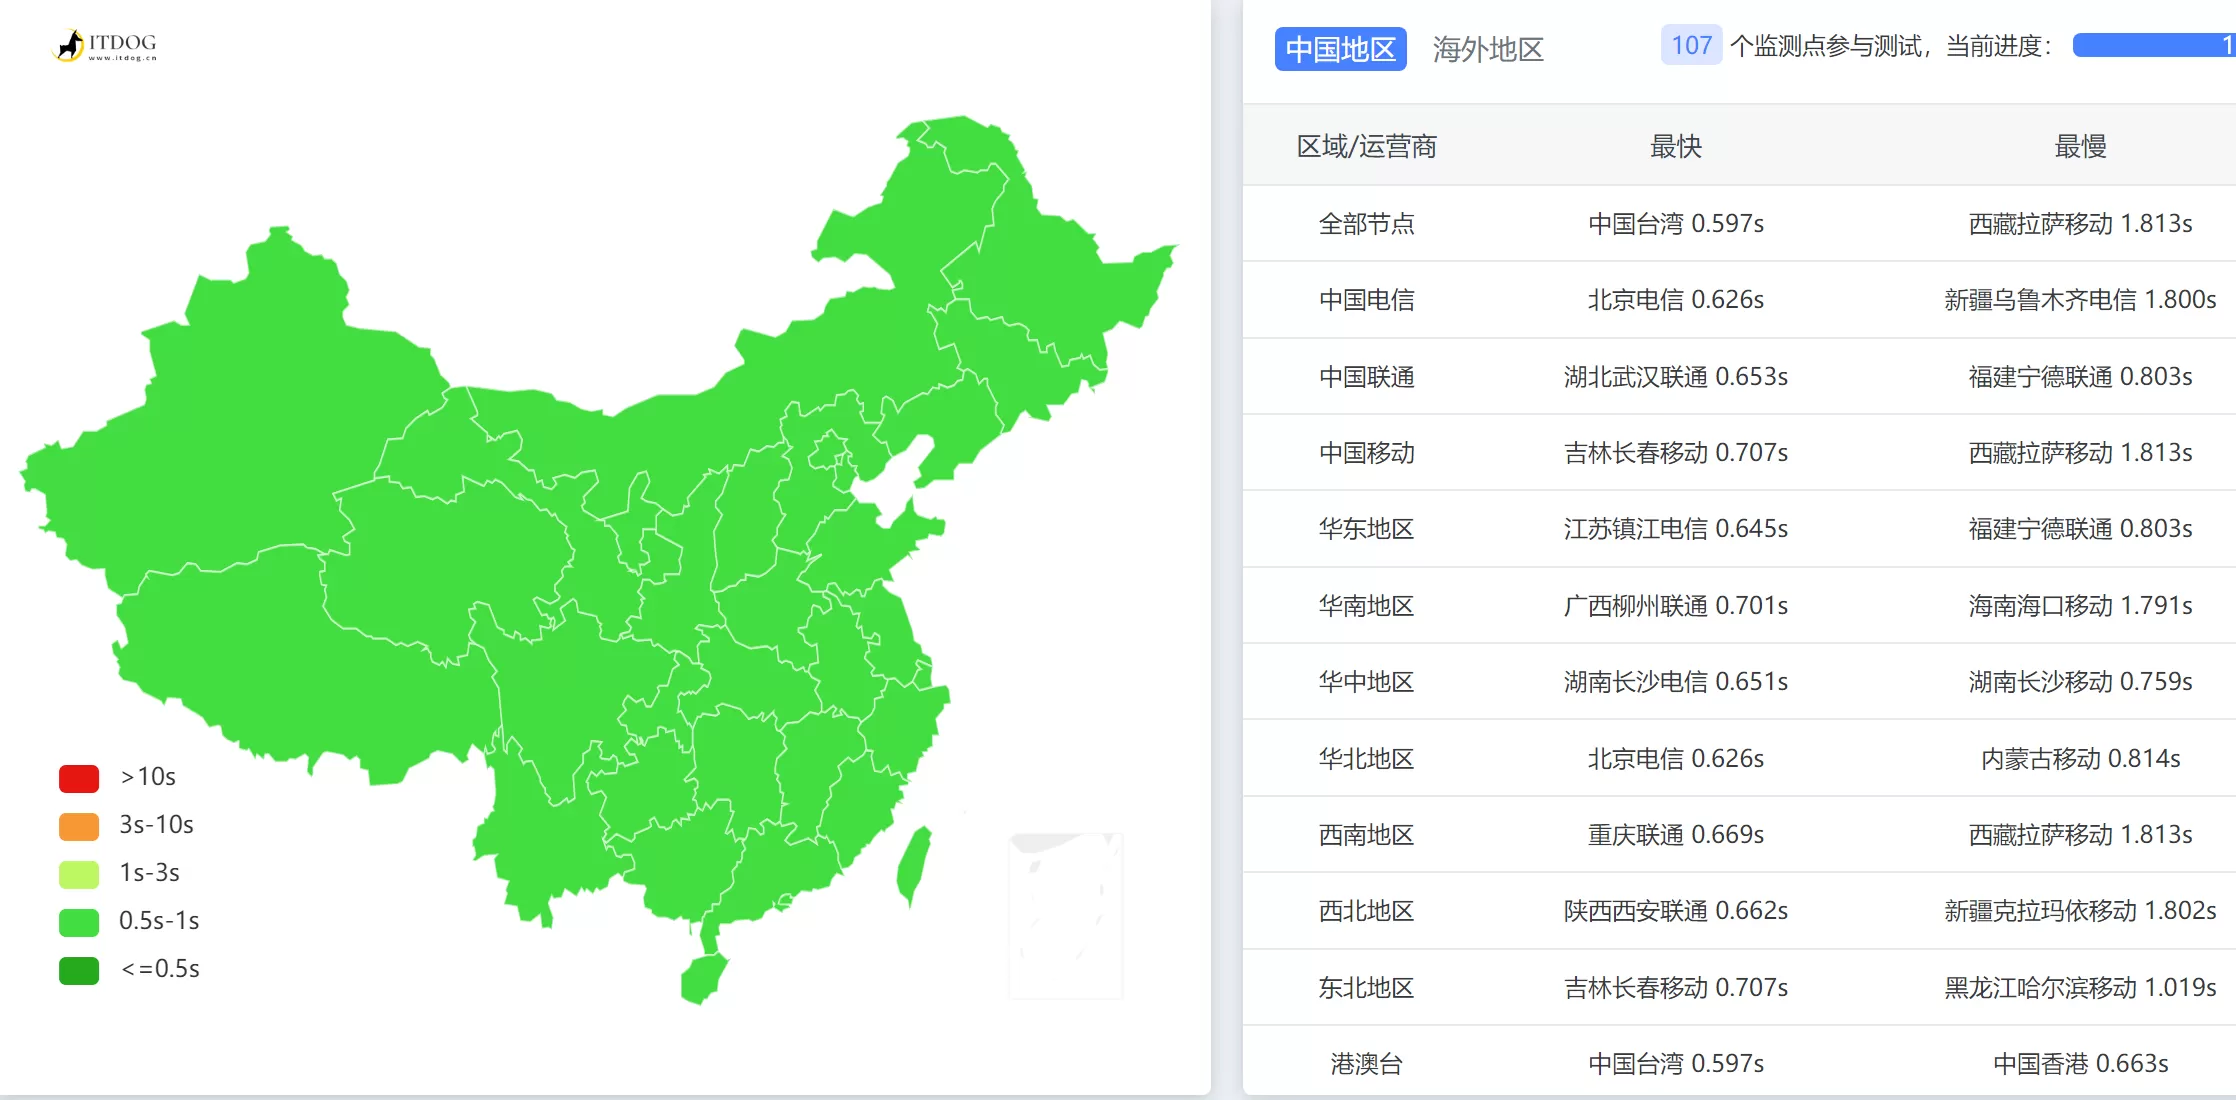 ITDOG
www.itdog.cn
>10s
3s-10s
1s-3s
0.5s-1s
<=0.5s
中国地区 海外地区 107 个监测点参与测试，当前进度： 1
区域/运营商 最快 最慢
全部节点 中国台湾 0.597s 西藏拉萨移动 1.813s
中国电信 北京电信 0.626s 新疆乌鲁木齐电信 1.800s
中国联通 湖北武汉联通 0.653s 福建宁德联通 0.803s
中国移动 吉林长春移动 0.707s 西藏拉萨移动 1.813s
华东地区 江苏镇江电信 0.645s 福建宁德联通 0.803s
华南地区 广西柳州联通 0.701s 海南海口移动 1.791s
华中地区 湖南长沙电信 0.651s 湖南长沙移动 0.759s
华北地区 北京电信 0.626s 内蒙古移动 0.814s
西南地区 重庆联通 0.669s 西藏拉萨移动 1.813s
西北地区 陕西西安联通 0.662s 新疆克拉玛依移动 1.802s
东北地区 吉林长春移动 0.707s 黑龙江哈尔滨移动 1.019s
港澳台 中国台湾 0.597s 中国香港 0.663s